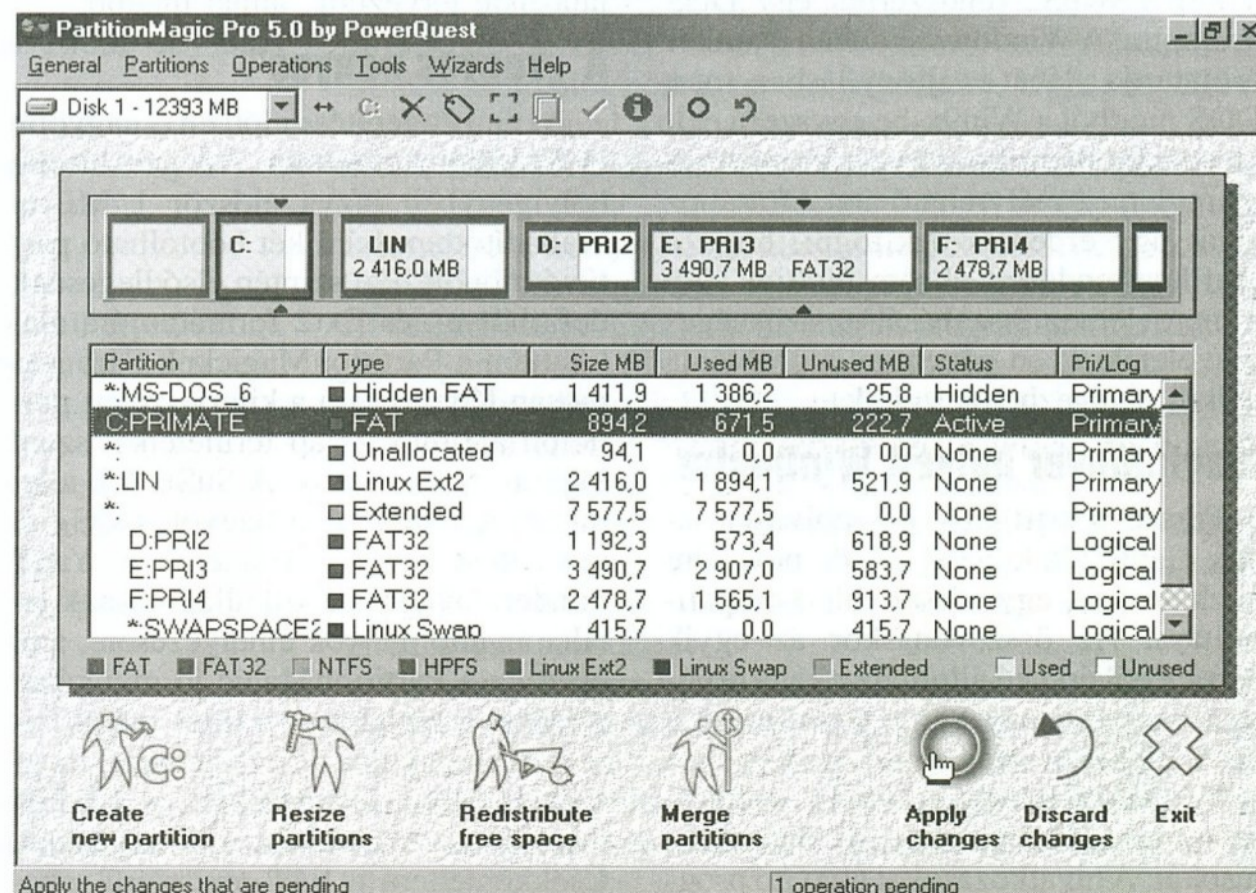 PartitionMagic Pro 5.0 by PowerQuest
General Partitions Operations Tools Wizards Help
Disk 1 - 12393 MB C:
C: LIN D: PRI2 E: PRI3 F: PRI4
2 416,0 MB 3 490,7 MB FAT32 2 478,7 MB
Partition Type Size MB Used MB Unused MB Status Pri/Log
*:MS-DOS_6 Hidden FAT 1 411,9 1 386,2 25,8 Hidden Primary
C:PRIMATE FAT 894,2 671,5 222,7 Active Primary
*: Unallocated 94,1 0,0 0,0 None Primary
*:LIN Linux Ext2 2 416,0 1 894,1 521,9 None Primary
*: Extended 7 577,5 7 577,5 0,0 None Primary
D:PRI2 FAT32 1 192,3 573,4 618,9 None Logical
E:PRI3 FAT32 3 490,7 2 907,0 583,7 None Logical
F:PRI4 FAT32 2 478,7 1 565,1 913,7 None Logical
*:SWAPSPACE2 Linux Swap 415,7 0,0 415,7 None Logical
FAT FAT32 NTFS HPFS Linux Ext2 Linux Swap Extended Used Unused
C:
Create new partition
Resize partitions
Redistribute free space
Merge partitions
Apply changes
Discard changes
Exit
Apply the changes that are pending 1 operation pending